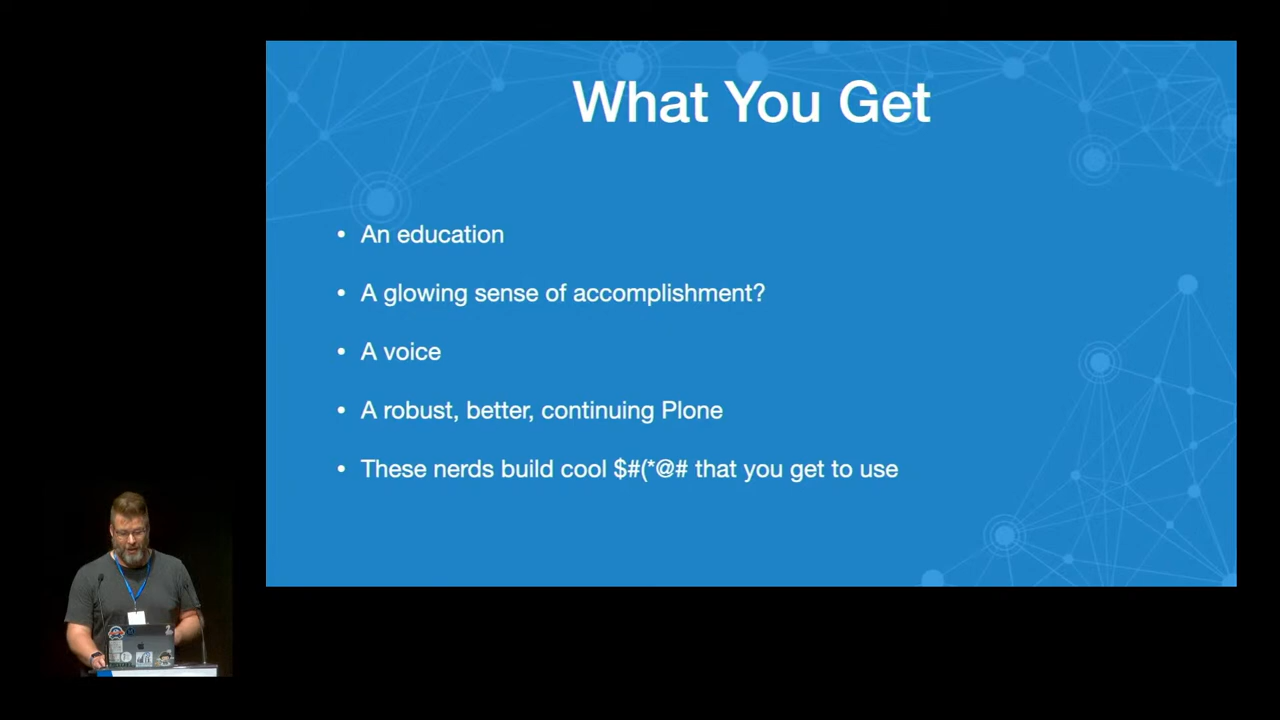 What You Get
• An education
• A glowing sense of accomplishment?
• A voice
• A robust, better, continuing Plone
• These nerds build cool $#(*@# that you get to use